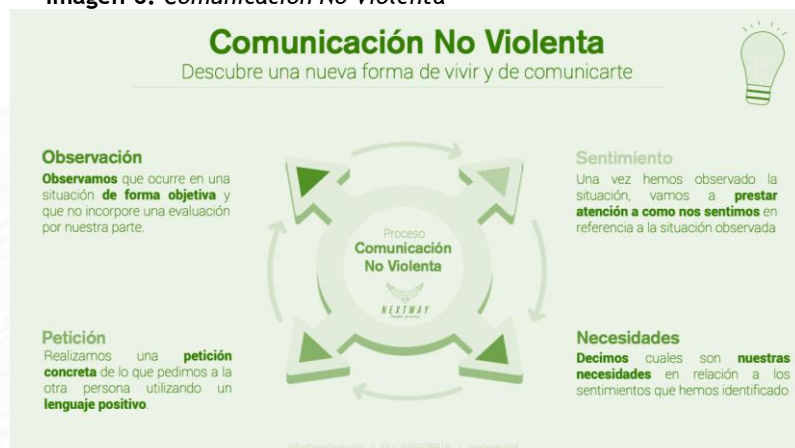 Imagen 6. Comunicación No Violenta
Comunicación No Violenta
Descubre una nueva forma de vivir y de comunicarte
Observación
Observamos que ocurre en una
situación de forma objetiva y
que no incorpore una evaluación
por nuestra parte.
Sentimiento
Una vez hemos observado la
situación, vamos a prestar
atención a como nos sentimos en
referencia a la situación observada
Proceso
Comunicación
No Violenta
NEXTWAY
Petición
Realizamos una petición
concreta de lo que pedimos a la
otra persona utilizando un
lenguaje positivo.
Necesidades
Decimos cuales son nuestras
necesidades en relación a los
sentimientos que hemos identificado